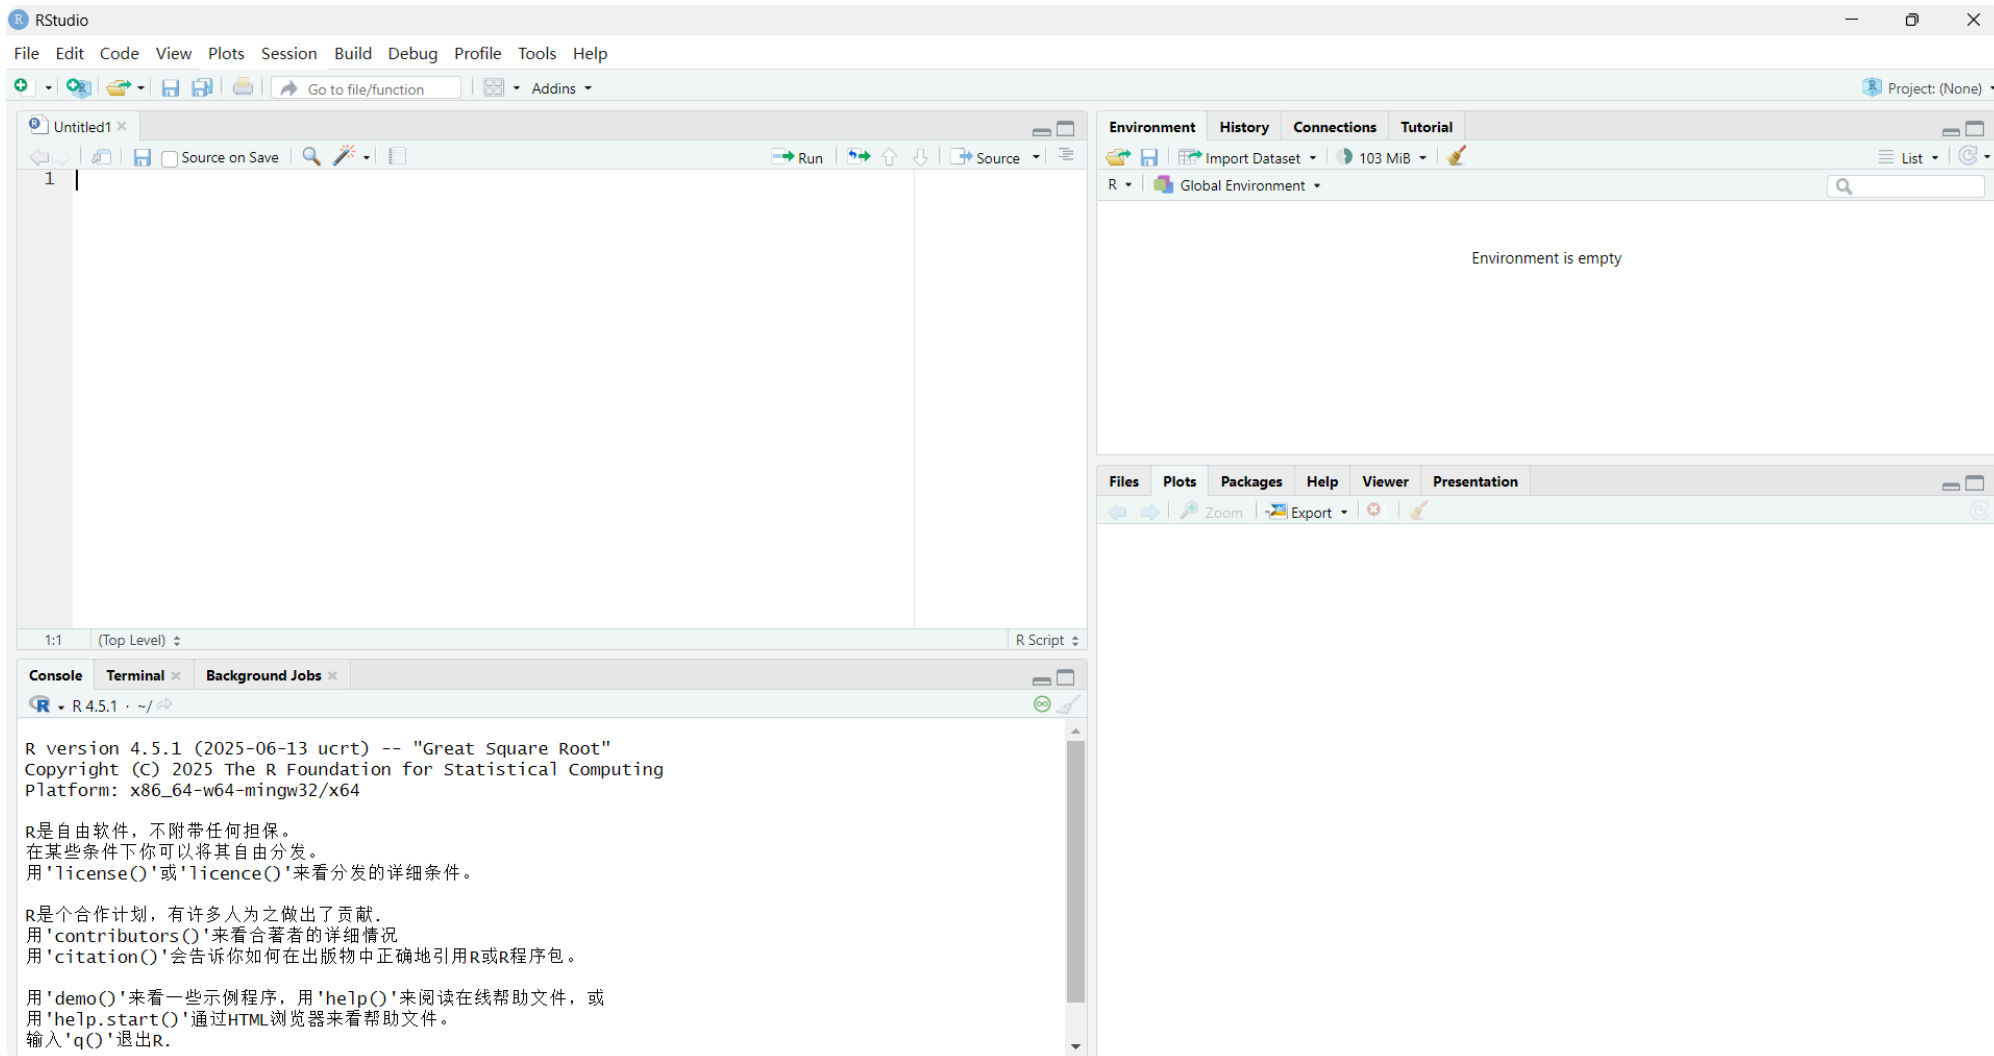 RStudio
File Edit Code View Plots Session Build Debug Profile Tools Help
Go to file/function Addins Project: (None)
Untitled1
Source on Save Run Source
1
1:1 (Top Level) R Script
Console Terminal Background Jobs
R 4.5.1 · ~/
R version 4.5.1 (2025-06-13 ucrt) -- "Great Square Root"
Copyright (C) 2025 The R Foundation for Statistical Computing
Platform: x86_64-w64-mingw32/x64
R是自由软件，不附带任何担保。
在某些条件下你可以将其自由分发。
用'license()'或'licence()'来看分发的详细条件。
R是个合作计划，有许多人为之做出了贡献.
用'contributors()'来看合著者的详细情况
用'citation()'会告诉你如何在出版物中正确地引用R或R程序包。
用'demo()'来看一些示例程序，用'help()'来阅读在线帮助文件，或
用'help.start()'通过HTML浏览器来看帮助文件。
输入'q()'退出R.
Environment History Connections Tutorial
Import Dataset 103 MiB List
R Global Environment
Environment is empty
Files Plots Packages Help Viewer Presentation
Zoom Export